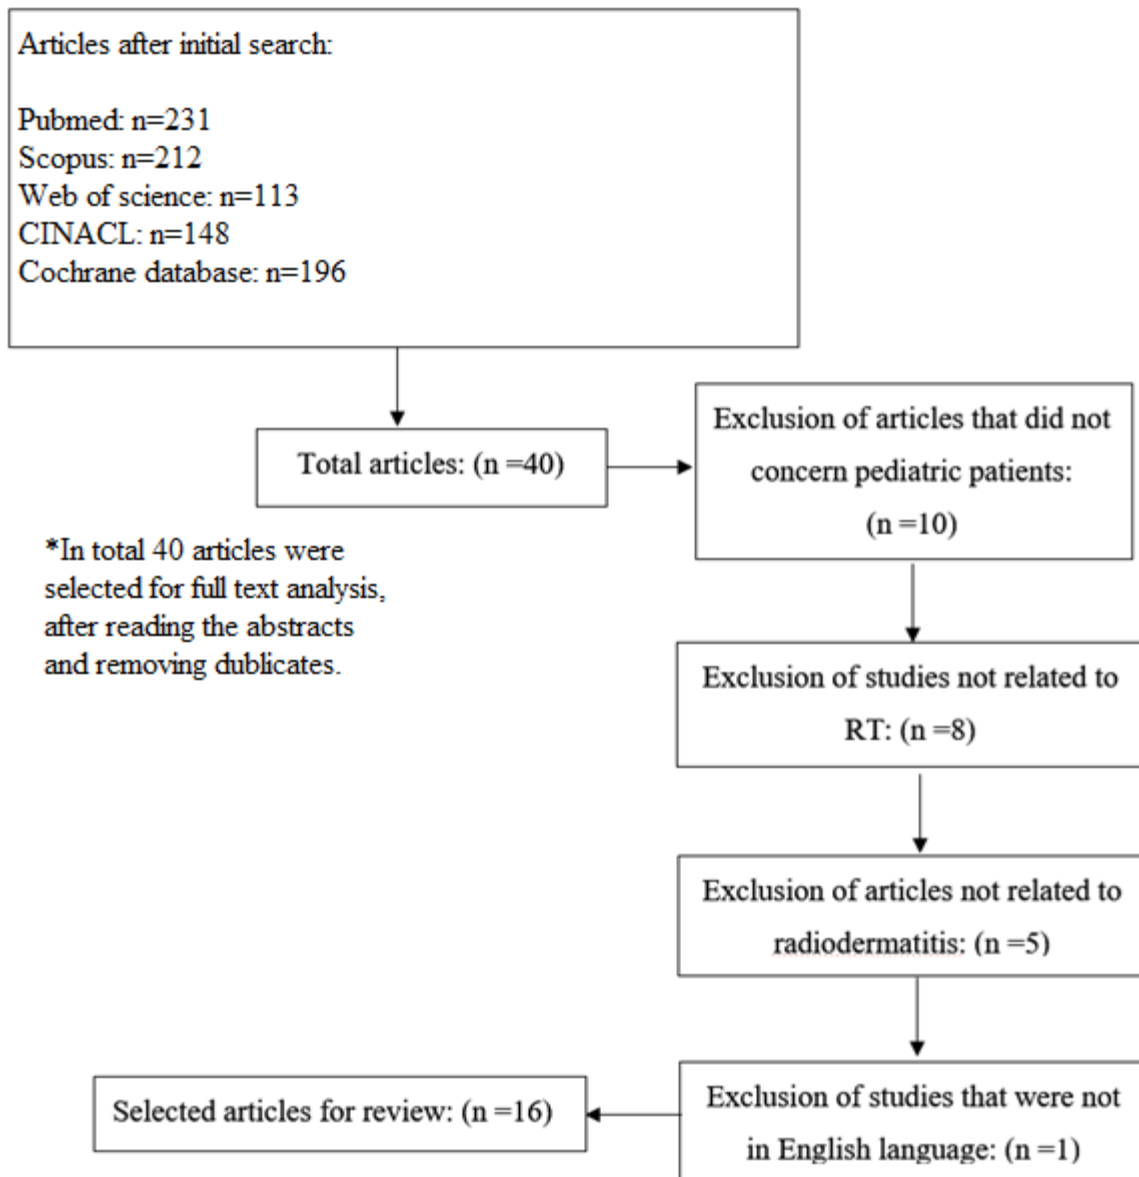 Articles after initial search:
Pubmed: n=231
Scopus: n=212
Web of science: n=113
CINACL: n=148
Cochrane database: n=196
Total articles: (n =40)
Exclusion of articles that did not
concern pediatric patients:
(n =10)
*In total 40 articles were
selected for full text analysis,
after reading the abstracts
and removing dublicates.
Exclusion of studies not related to
RT: (n =8)
Exclusion of articles not related to
radiodermatitis: (n =5)
Exclusion of studies that were not
in English language: (n =1)
Selected articles for review: (n =16)